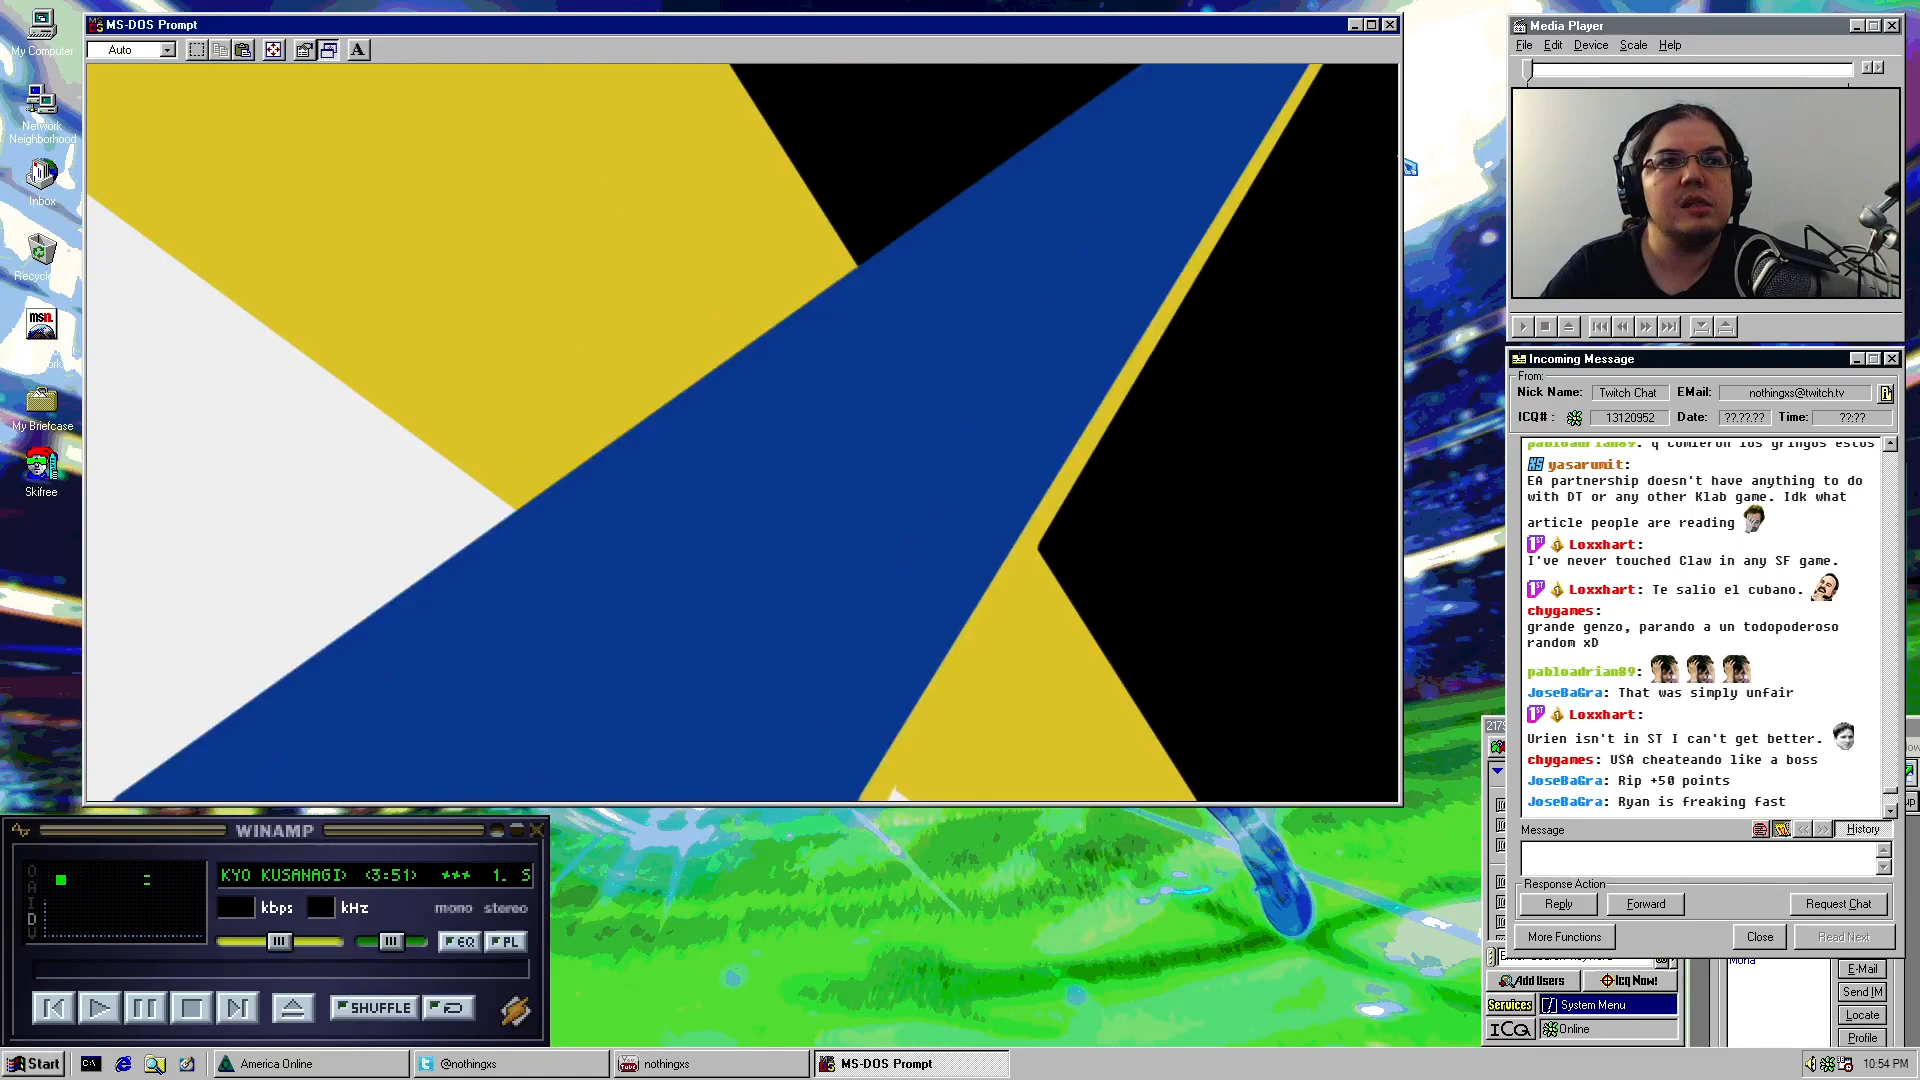 My Computer
Network
Neighborhood
Inbox
Recycle
msn
My Briefcase
Skifree
MS-DOS Prompt
Auto
A
Media Player
File Edit Device Scale Help
Incoming Message
From:
Nick Name: Twitch Chat EMail: nothingxs@twitch.tv
ICQ# : 13120952 Date: ??.??.?? Time: ??:??
pabloadrian89: q comieron los gringos estos
yasarumit:
EA partnership doesn't have anything to do
with DT or any other Klab game. Idk what
article people are reading
Loxxhart:
I've never touched Claw in any SF game.
Loxxhart: Te salio el cubano.
chygames:
grande genzo, parando a un todopoderoso
random xD
pabloadrian89:
JoseBaGra: That was simply unfair
Loxxhart:
Urien isn't in ST I can't get better.
chygames: USA cheateando like a boss
JoseBaGra: Rip +50 points
JoseBaGra: Ryan is freaking fast
Message
History
Response Action
Reply Forward Request Chat
More Functions Close Read Next
Add Users Icq Now!
Services System Menu
ICQ Online
E-Mail
Send IM
Locate
Profile
WINAMP
KYO KUSANAGI> <3:51> *** 1. S
kbps kHz mono stereo
EQ PL
SHUFFLE
Start
America Online
@nothingxs
nothingxs
MS-DOS Prompt
10:54 PM